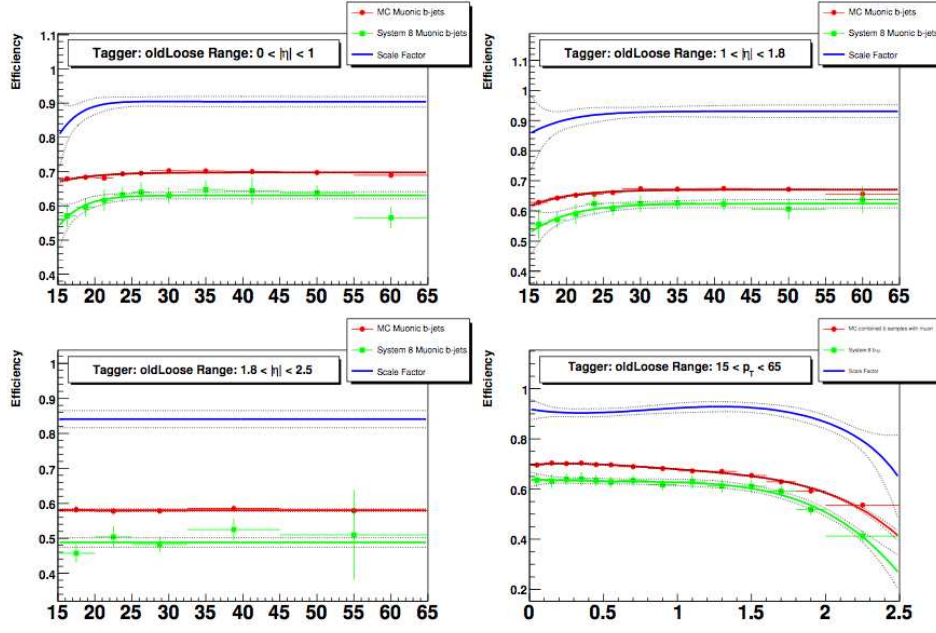 MC Muonic b-jets
System 8 Muonic b-jets
Scale Factor
Tagger: oldLoose Range: 0 < |η| < 1
Efficiency
1.1
1
0.9
0.8
0.7
0.6
0.5
0.4
15 20 25 30 35 40 45 50 55 60 65
MC Muonic b-jets
System 8 Muonic b-jets
Scale Factor
Tagger: oldLoose Range: 1 < |η| < 1.8
Efficiency
1.1
1
0.9
0.8
0.7
0.6
0.5
0.4
15 20 25 30 35 40 45 50 55 60 65
MC Muonic b-jets
System 8 Muonic b-jets
Scale Factor
Tagger: oldLoose Range: 1.8 < |η| < 2.5
Efficiency
1
0.9
0.8
0.7
0.6
0.5
0.4
15 20 25 30 35 40 45 50 55 60 65
MC combined b samples with muon
System 8
Scale Factor
Tagger: oldLoose Range: 15 < pT < 65
Efficiency
1
0.8
0.6
0.4
0.2
0 0.5 1 1.5 2 2.5